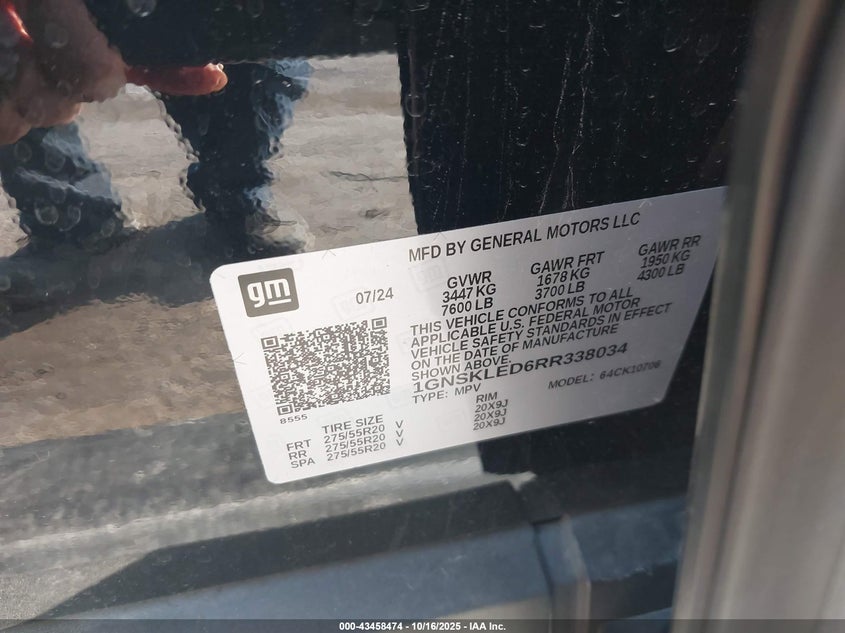 gm
MFD BY GENERAL MOTORS LLC
07/24
GVWR
3447 KG
7600 LB
GAWR FRT
1678 KG
3700 LB
GAWR RR
1950 KG
4300 LB
THIS VEHICLE CONFORMS TO ALL
APPLICABLE U.S. FEDERAL MOTOR
VEHICLE SAFETY STANDARDS IN EFFECT
ON THE DATE OF MANUFACTURE
SHOWN ABOVE.
1GNSKLED6RR338034
TYPE: MPV
MODEL: 64CK10706
8555
TIRE SIZE
RIM
FRT 275/55R20 V 20X9J
RR 275/55R20 V 20X9J
SPA 275/55R20 V 20X9J
000-43458474 - 10/16/2025 - IAA Inc.